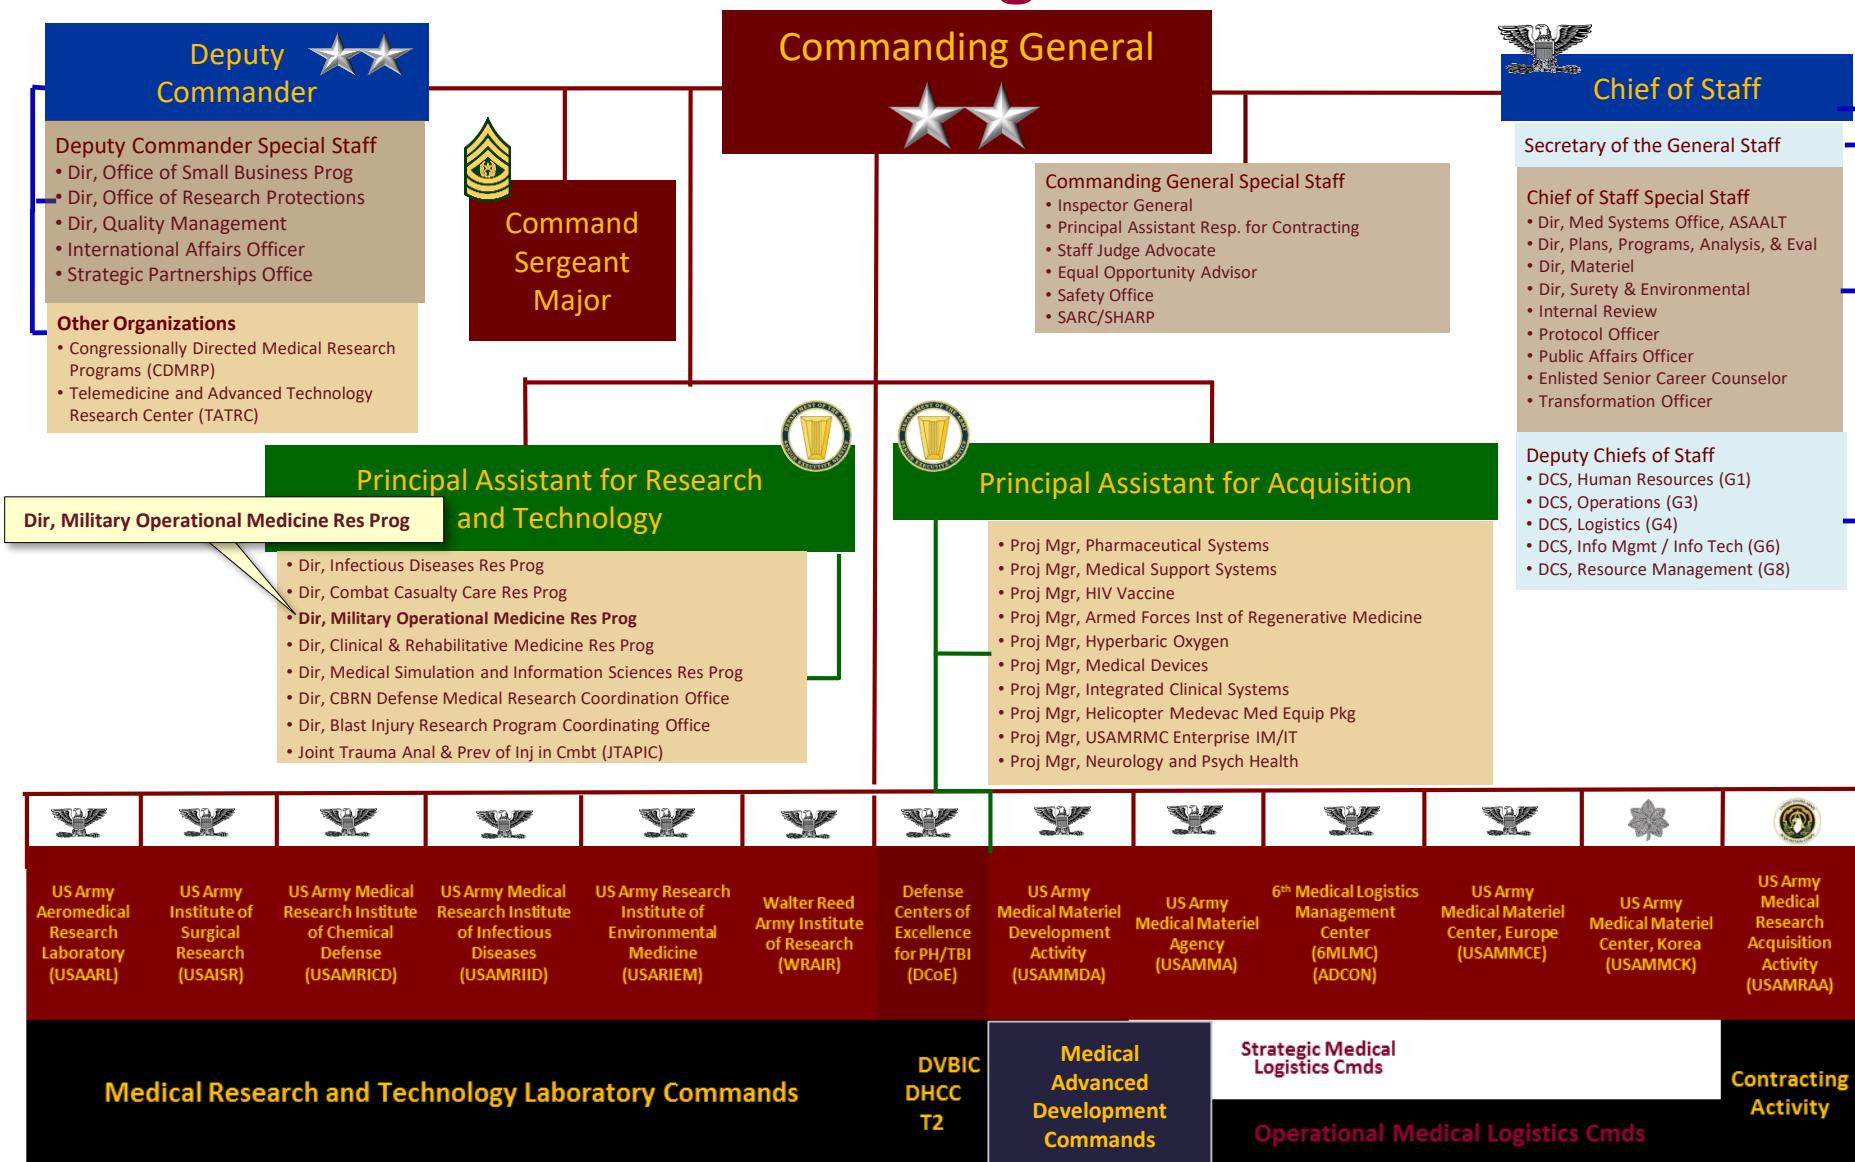 Commanding General
Deputy
Commander
Chief of Staff
Deputy Commander Special Staff
• Dir, Office of Small Business Prog
• Dir, Office of Research Protections
• Dir, Quality Management
• International Affairs Officer
• Strategic Partnerships Office
Other Organizations
• Congressionally Directed Medical Research
Programs (CDMRP)
• Telemedicine and Advanced Technology
Research Center (TATRC)
Command
Sergeant
Major
Commanding General Special Staff
• Inspector General
• Principal Assistant Resp. for Contracting
• Staff Judge Advocate
• Equal Opportunity Advisor
• Safety Office
• SARC/SHARP
Secretary of the General Staff
Chief of Staff Special Staff
• Dir, Med Systems Office, ASAALT
• Dir, Plans, Programs, Analysis, & Eval
• Dir, Materiel
• Dir, Surety & Environmental
• Internal Review
• Protocol Officer
• Public Affairs Officer
• Enlisted Senior Career Counselor
• Transformation Officer
Deputy Chiefs of Staff
• DCS, Human Resources (G1)
• DCS, Operations (G3)
• DCS, Logistics (G4)
• DCS, Info Mgmt / Info Tech (G6)
• DCS, Resource Management (G8)
Principal Assistant for Research
and Technology
Dir, Military Operational Medicine Res Prog
• Dir, Infectious Diseases Res Prog
• Dir, Combat Casualty Care Res Prog
• Dir, Military Operational Medicine Res Prog
• Dir, Clinical & Rehabilitative Medicine Res Prog
• Dir, Medical Simulation and Information Sciences Res Prog
• Dir, CBRN Defense Medical Research Coordination Office
• Dir, Blast Injury Research Program Coordinating Office
• Joint Trauma Anal & Prev of Inj in Cmbt (JTAPIC)
Principal Assistant for Acquisition
• Proj Mgr, Pharmaceutical Systems
• Proj Mgr, Medical Support Systems
• Proj Mgr, HIV Vaccine
• Proj Mgr, Armed Forces Inst of Regenerative Medicine
• Proj Mgr, Hyperbaric Oxygen
• Proj Mgr, Medical Devices
• Proj Mgr, Integrated Clinical Systems
• Proj Mgr, Helicopter Medevac Med Equip Pkg
• Proj Mgr, USAMRMC Enterprise IM/IT
• Proj Mgr, Neurology and Psych Health
US Army
Aeromedical
Research
Laboratory
(USAARL)
US Army
Institute of
Surgical
Research
(USAISR)
US Army Medical
Research Institute
of Chemical
Defense
(USAMRICD)
US Army Medical
Research Institute
of Infectious
Diseases
(USAMRIID)
US Army Research
Institute of
Environmental
Medicine
(USARIEM)
Walter Reed
Army Institute
of Research
(WRAIR)
Defense
Centers of
Excellence
for PH/TBI
(DCoE)
US Army
Medical Materiel
Development
Activity
(USAMMDA)
US Army
Medical Materiel
Agency
(USAMMA)
6th Medical Logistics
Management
Center
(6MLMC)
(ADCON)
US Army
Medical Materiel
Center, Europe
(USAMMCE)
US Army
Medical Materiel
Center, Korea
(USAMMCK)
US Army
Medical
Research
Acquisition
Activity
(USAMRAA)
Medical Research and Technology Laboratory Commands
DVBIC
DHCC
T2
Medical
Advanced
Development
Commands
Strategic Medical
Logistics Cmds
Operational Medical Logistics Cmds
Contracting
Activity